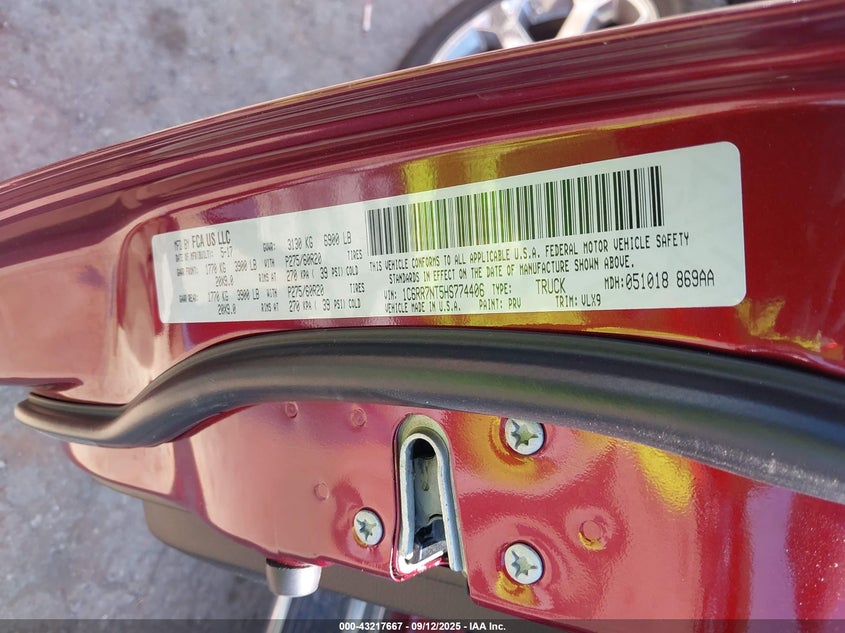 MFD BY FCA US LLC
DATE OF MFR/BUILT: 5-17 GVWR: 3130 KG 6900 LB
GAWR FRONT: 1770 KG 3900 LB WITH P275/60R20 TIRES
20X9.0 RIMS AT 270 KPA ( 39 PSI) COLD
GAWR REAR: 1770 KG 3900 LB WITH P275/60R20 TIRES
20X9.0 RIMS AT 270 KPA ( 39 PSI) COLD
THIS VEHICLE CONFORMS TO ALL APPLICABLE U.S.A. FEDERAL MOTOR VEHICLE SAFETY
STANDARDS IN EFFECT ON THE DATE OF MANUFACTURE SHOWN ABOVE.
VIN: 1C6RR7NT5HS774406 TYPE: TRUCK MDH: 051018 869AA
VEHICLE MADE IN U.S.A. PAINT: PRV TRIM: VLX9
000-43217667 - 09/12/2025 - IAA Inc.